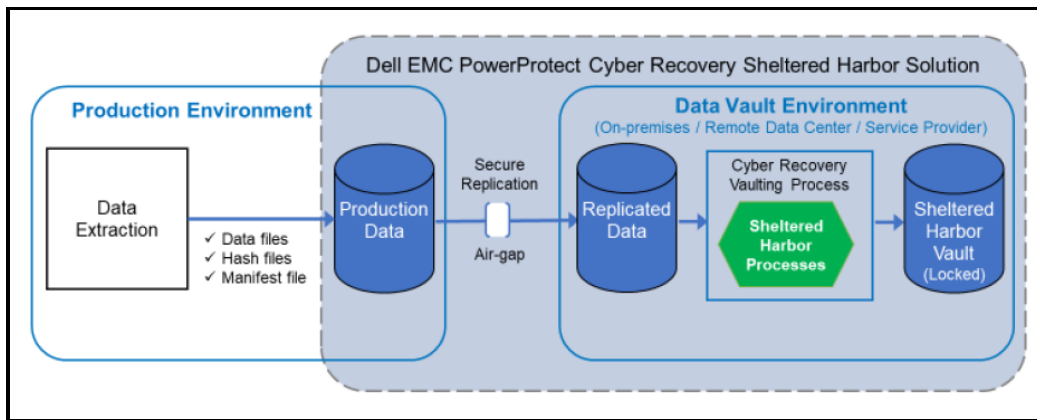 Dell EMC PowerProtect Cyber Recovery Sheltered Harbor Solution
Production Environment
Data Vault Environment
(On-premises / Remote Data Center / Service Provider)
Data
Extraction
✓ Data files
✓ Hash files
✓ Manifest file
Production
Data
Secure
Replication
Air-gap
Replicated
Data
Cyber Recovery
Vaulting Process
Sheltered
Harbor
Processes
Sheltered
Harbor
Vault
(Locked)